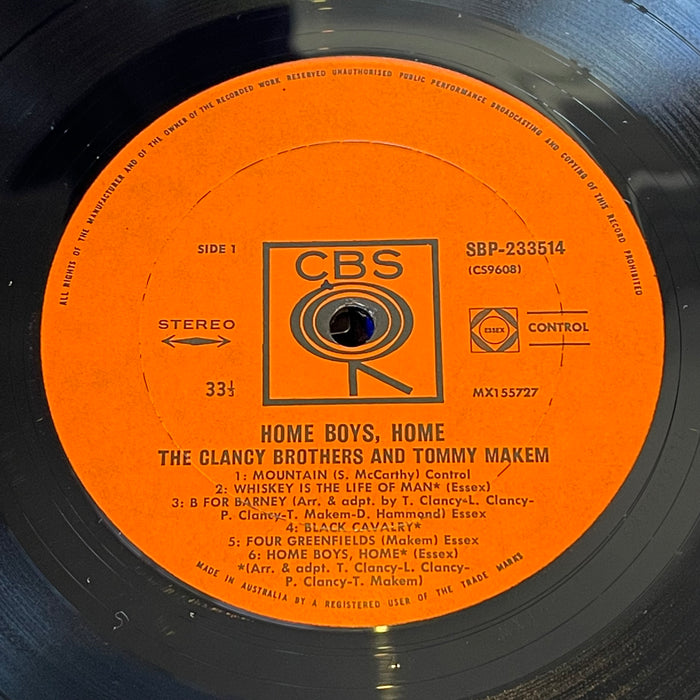 ALL RIGHTS OF THE MANUFACTURER AND OF THE OWNER OF THE RECORDED WORK RESERVED UNAUTHORISED PUBLIC PERFORMANCE BROADCASTING AND COPYING OF THIS RECORD PROHIBITED
SIDE 1
CBS
SBP-233514
(CS9608)
STEREO
ESSEX
CONTROL
33⅓
MX155727
HOME BOYS, HOME
THE CLANCY BROTHERS AND TOMMY MAKEM
1: MOUNTAIN (S. McCarthy) Control
2: WHISKEY IS THE LIFE OF MAN* (Essex)
3: B FOR BARNEY (Arr. & adpt. by T. Clancy-L. Clancy-
P. Clancy-T. Makem-D. Hammond) Essex
4: BLACK CAVALRY*
5: FOUR GREENFIELDS (Makem) Essex
6: HOME BOYS, HOME* (Essex)
*(Arr. & adpt. T. Clancy-L. Clancy-
P. Clancy-T. Makem)
MADE IN AUSTRALIA BY A REGISTERED USER OF THE TRADE MARKS